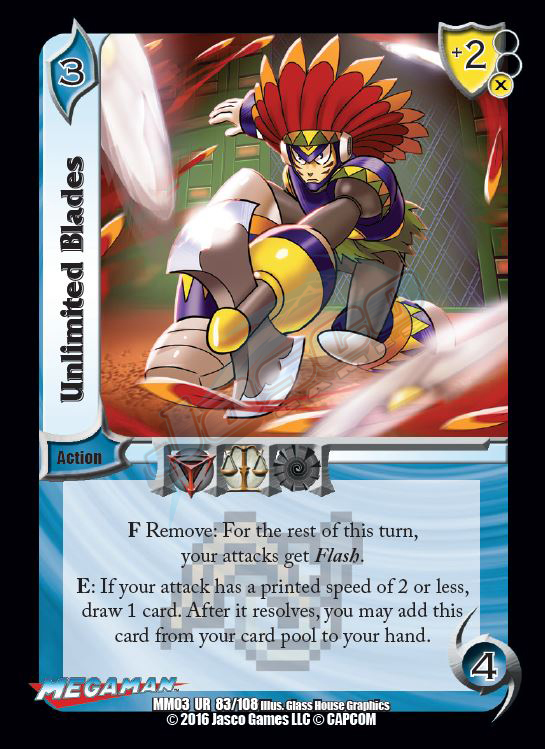 3
+2
X
Unlimited Blades
Action
F Remove: For the rest of this turn,
your attacks get Flash.
E: If your attack has a printed speed of 2 or less,
draw 1 card. After it resolves, you may add this
card from your card pool to your hand.
4
MEGAMAN™
MM03 UR 83/108 Illus. Glass House Graphics
© 2016 Jasco Games LLC © CAPCOM